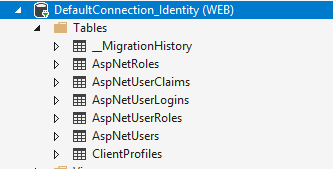 DefaultConnection_Identity (WEB)
Tables
__MigrationHistory
AspNetRoles
AspNetUserClaims
AspNetUserLogins
AspNetUserRoles
AspNetUsers
ClientProfiles